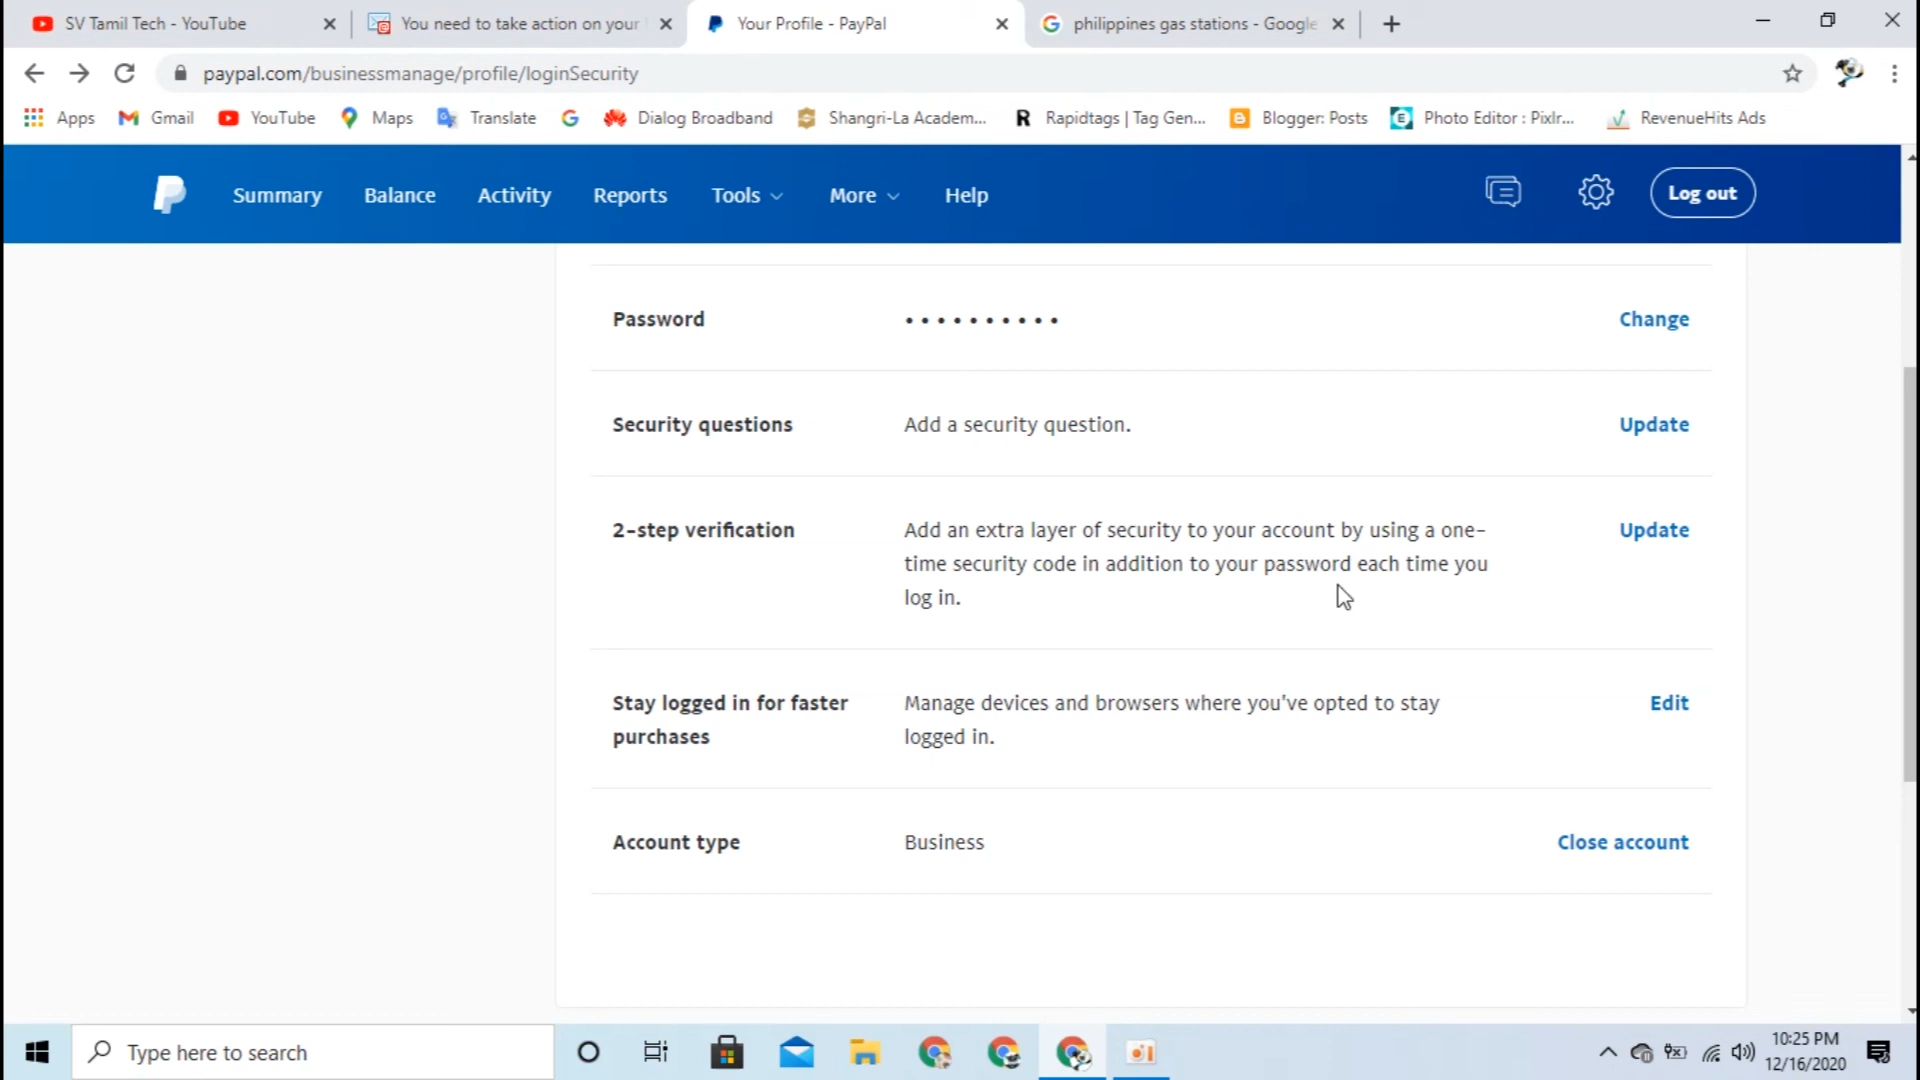 SV Tamil Tech - YouTube
You need to take action on your
Your Profile - PayPal
philippines gas stations - Google
paypal.com/businessmanage/profile/loginSecurity
Apps
Gmail
YouTube
Maps
Translate
Dialog Broadband
Shangri-La Academ...
Rapidtags | Tag Gen...
Blogger: Posts
Photo Editor : Pixlr...
RevenueHits Ads
Summary
Balance
Activity
Reports
Tools
More
Help
Log out
Password
• • • • • • • • • •
Change
Security questions
Add a security question.
Update
2-step verification
Add an extra layer of security to your account by using a one-
time security code in addition to your password each time you
log in.
Update
Stay logged in for faster
purchases
Manage devices and browsers where you've opted to stay
logged in.
Edit
Account type
Business
Close account
Type here to search
10:25 PM
12/16/2020